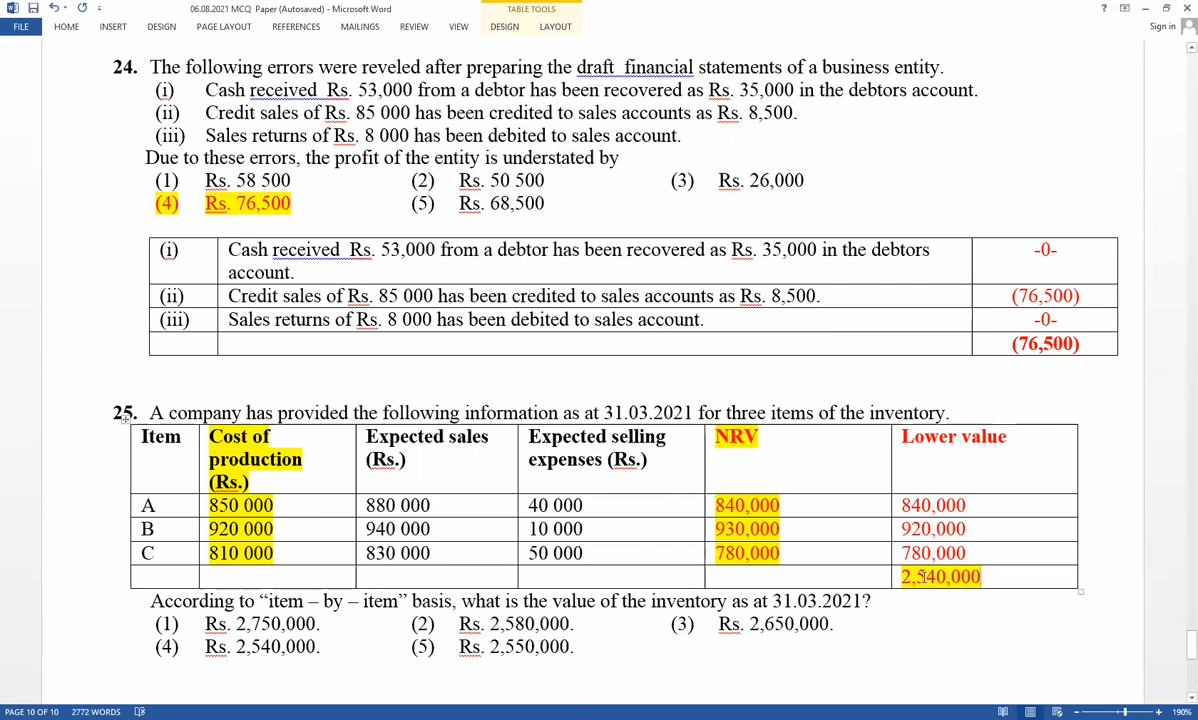 06.08.2021 MCQ Paper (Autosaved) - Microsoft Word
TABLE TOOLS
FILE HOME INSERT DESIGN PAGE LAYOUT REFERENCES MAILINGS REVIEW VIEW DESIGN LAYOUT Sign in
24. The following errors were reveled after preparing the draft financial statements of a business entity.
(i) Cash received Rs. 53,000 from a debtor has been recovered as Rs. 35,000 in the debtors account.
(ii) Credit sales of Rs. 85 000 has been credited to sales accounts as Rs. 8,500.
(iii) Sales returns of Rs. 8 000 has been debited to sales account.
Due to these errors, the profit of the entity is understated by
(1) Rs. 58 500 (2) Rs. 50 500 (3) Rs. 26,000
(4) Rs. 76,500 (5) Rs. 68,500
(i) Cash received Rs. 53,000 from a debtor has been recovered as Rs. 35,000 in the debtors -0-
account.
(ii) Credit sales of Rs. 85 000 has been credited to sales accounts as Rs. 8,500. (76,500)
(iii) Sales returns of Rs. 8 000 has been debited to sales account. -0-
(76,500)
25. A company has provided the following information as at 31.03.2021 for three items of the inventory.
Item Cost of Expected sales Expected selling NRV Lower value
production (Rs.) expenses (Rs.)
(Rs.)
A 850 000 880 000 40 000 840,000 840,000
B 920 000 940 000 10 000 930,000 920,000
C 810 000 830 000 50 000 780,000 780,000
2,540,000
According to “item – by – item” basis, what is the value of the inventory as at 31.03.2021?
(1) Rs. 2,750,000. (2) Rs. 2,580,000. (3) Rs. 2,650,000.
(4) Rs. 2,540,000. (5) Rs. 2,550,000.
PAGE 10 OF 10 2772 WORDS 190%